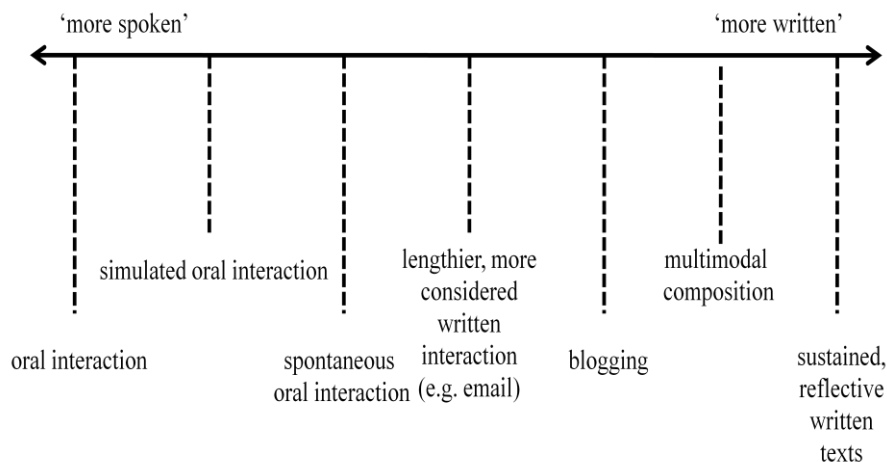 ‘more spoken’
‘more written’
simulated oral interaction
lengthier, more
considered
written
interaction
(e.g. email)
multimodal
composition
oral interaction
spontaneous
oral interaction
blogging
sustained,
reflective
written
texts